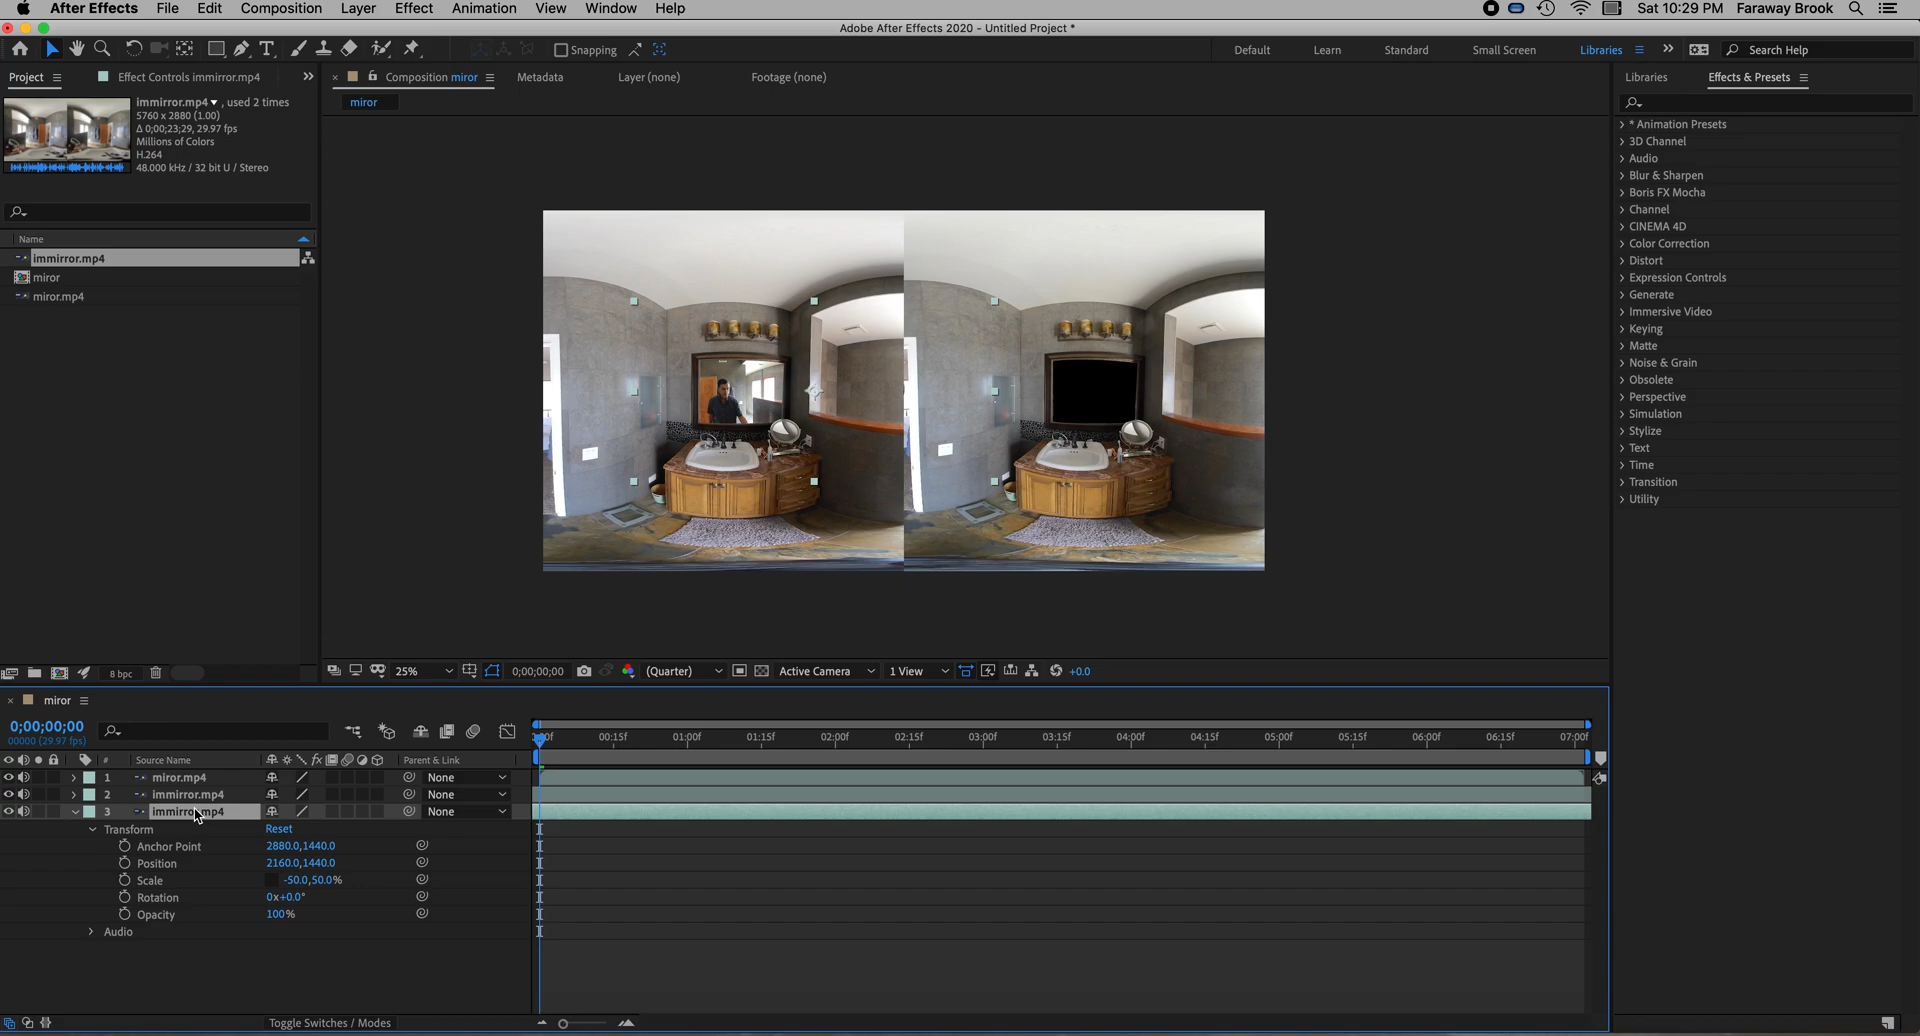 After Effects File Edit Composition Layer Effect Animation View Window Help Sat 10:29 PM Faraway Brook
Adobe After Effects 2020 - Untitled Project *
Snapping Default Learn Standard Small Screen Libraries Search Help
Project Effect Controls immirror.mp4 Composition miror Metadata Layer (none) Footage (none) Libraries Effects & Presets
miror
immirror.mp4 , used 2 times
5760 x 2880 (1.00)
Δ 0;00;23;29, 29.97 fps
Millions of Colors
H.264
48.000 kHz / 32 bit U / Stereo
Name
immirror.mp4
miror
miror.mp4
* Animation Presets
3D Channel
Audio
Blur & Sharpen
Boris FX Mocha
Channel
CINEMA 4D
Color Correction
Distort
Expression Controls
Generate
Immersive Video
Keying
Matte
Noise & Grain
Obsolete
Perspective
Simulation
Stylize
Text
Time
Transition
Utility
8 bpc 25% 0;00;00;00 (Quarter) Active Camera 1 View +0.0
miror
0;00;00;00
00000 (29.97 fps)
00:15f 01:00f 01:15f 02:00f 02:15f 03:00f 03:15f 04:00f 04:15f 05:00f 05:15f 06:00f 06:15f 07:00f
# Source Name Parent & Link
1 miror.mp4 None
2 immirror.mp4 None
3 immirror.mp4 None
Transform Reset
Anchor Point 2880.0,1440.0
Position 2160.0,1440.0
Scale -50.0,50.0%
Rotation 0x+0.0°
Opacity 100%
Audio
Toggle Switches / Modes